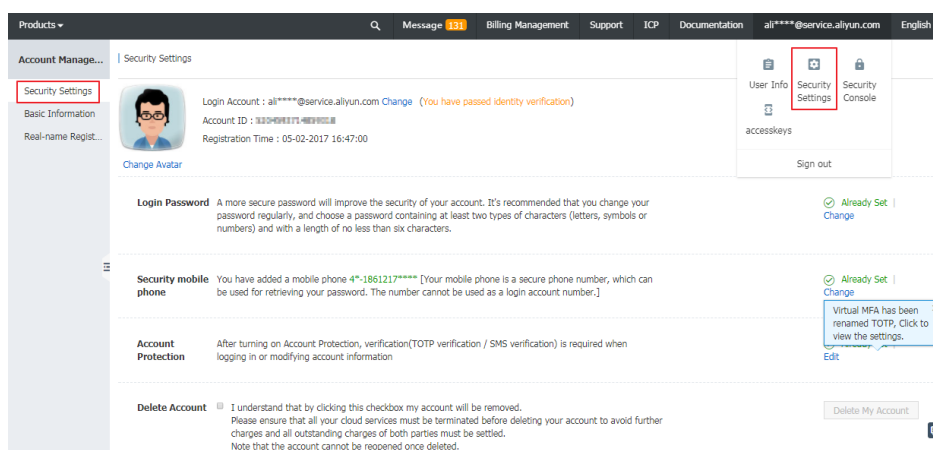 Products
Message 131 Billing Management Support ICP Documentation ali****@service.aliyun.com English
Account Manage...
Security Settings
Basic Information
Real-name Regist...
Security Settings
Login Account : ali****@service.aliyun.com Change (You have passed identity verification)
Account ID :
Registration Time : 05-02-2017 16:47:00
Change Avatar
User Info
Security Settings
Security Console
accesskeys
Sign out
Login Password
A more secure password will improve the security of your account. It's recommended that you change your
password regularly, and choose a password containing at least two types of characters (letters, symbols or
numbers) and with a length of no less than six characters.
Already Set |
Change
Security mobile
phone
You have added a mobile phone 4*-1861217**** [Your mobile phone is a secure phone number, which can
be used for retrieving your password. The number cannot be used as a login account number.]
Already Set |
Change
Virtual MFA has been
renamed TOTP, Click to
view the settings.
Account
Protection
After turning on Account Protection, verification(TOTP verification / SMS verification) is required when
logging in or modifying account information
Edit
Delete Account
I understand that by clicking this checkbox my account will be removed.
Please ensure that all your cloud services must be terminated before deleting your account to avoid further
charges and all outstanding charges of both parties must be settled.
Note that the account cannot be reopened once deleted.
Delete My Account